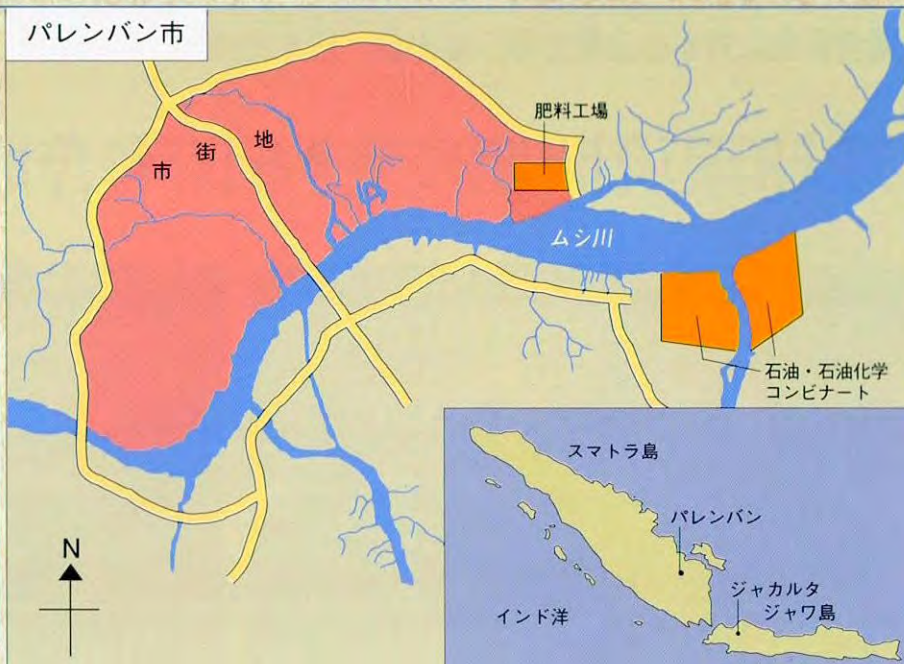 パレンバン市
肥料工場
市街地
ムシ川
石油・石油化学
コンビナート
スマトラ島
パレンバン
ジャカルタ
ジャワ島
インド洋
N